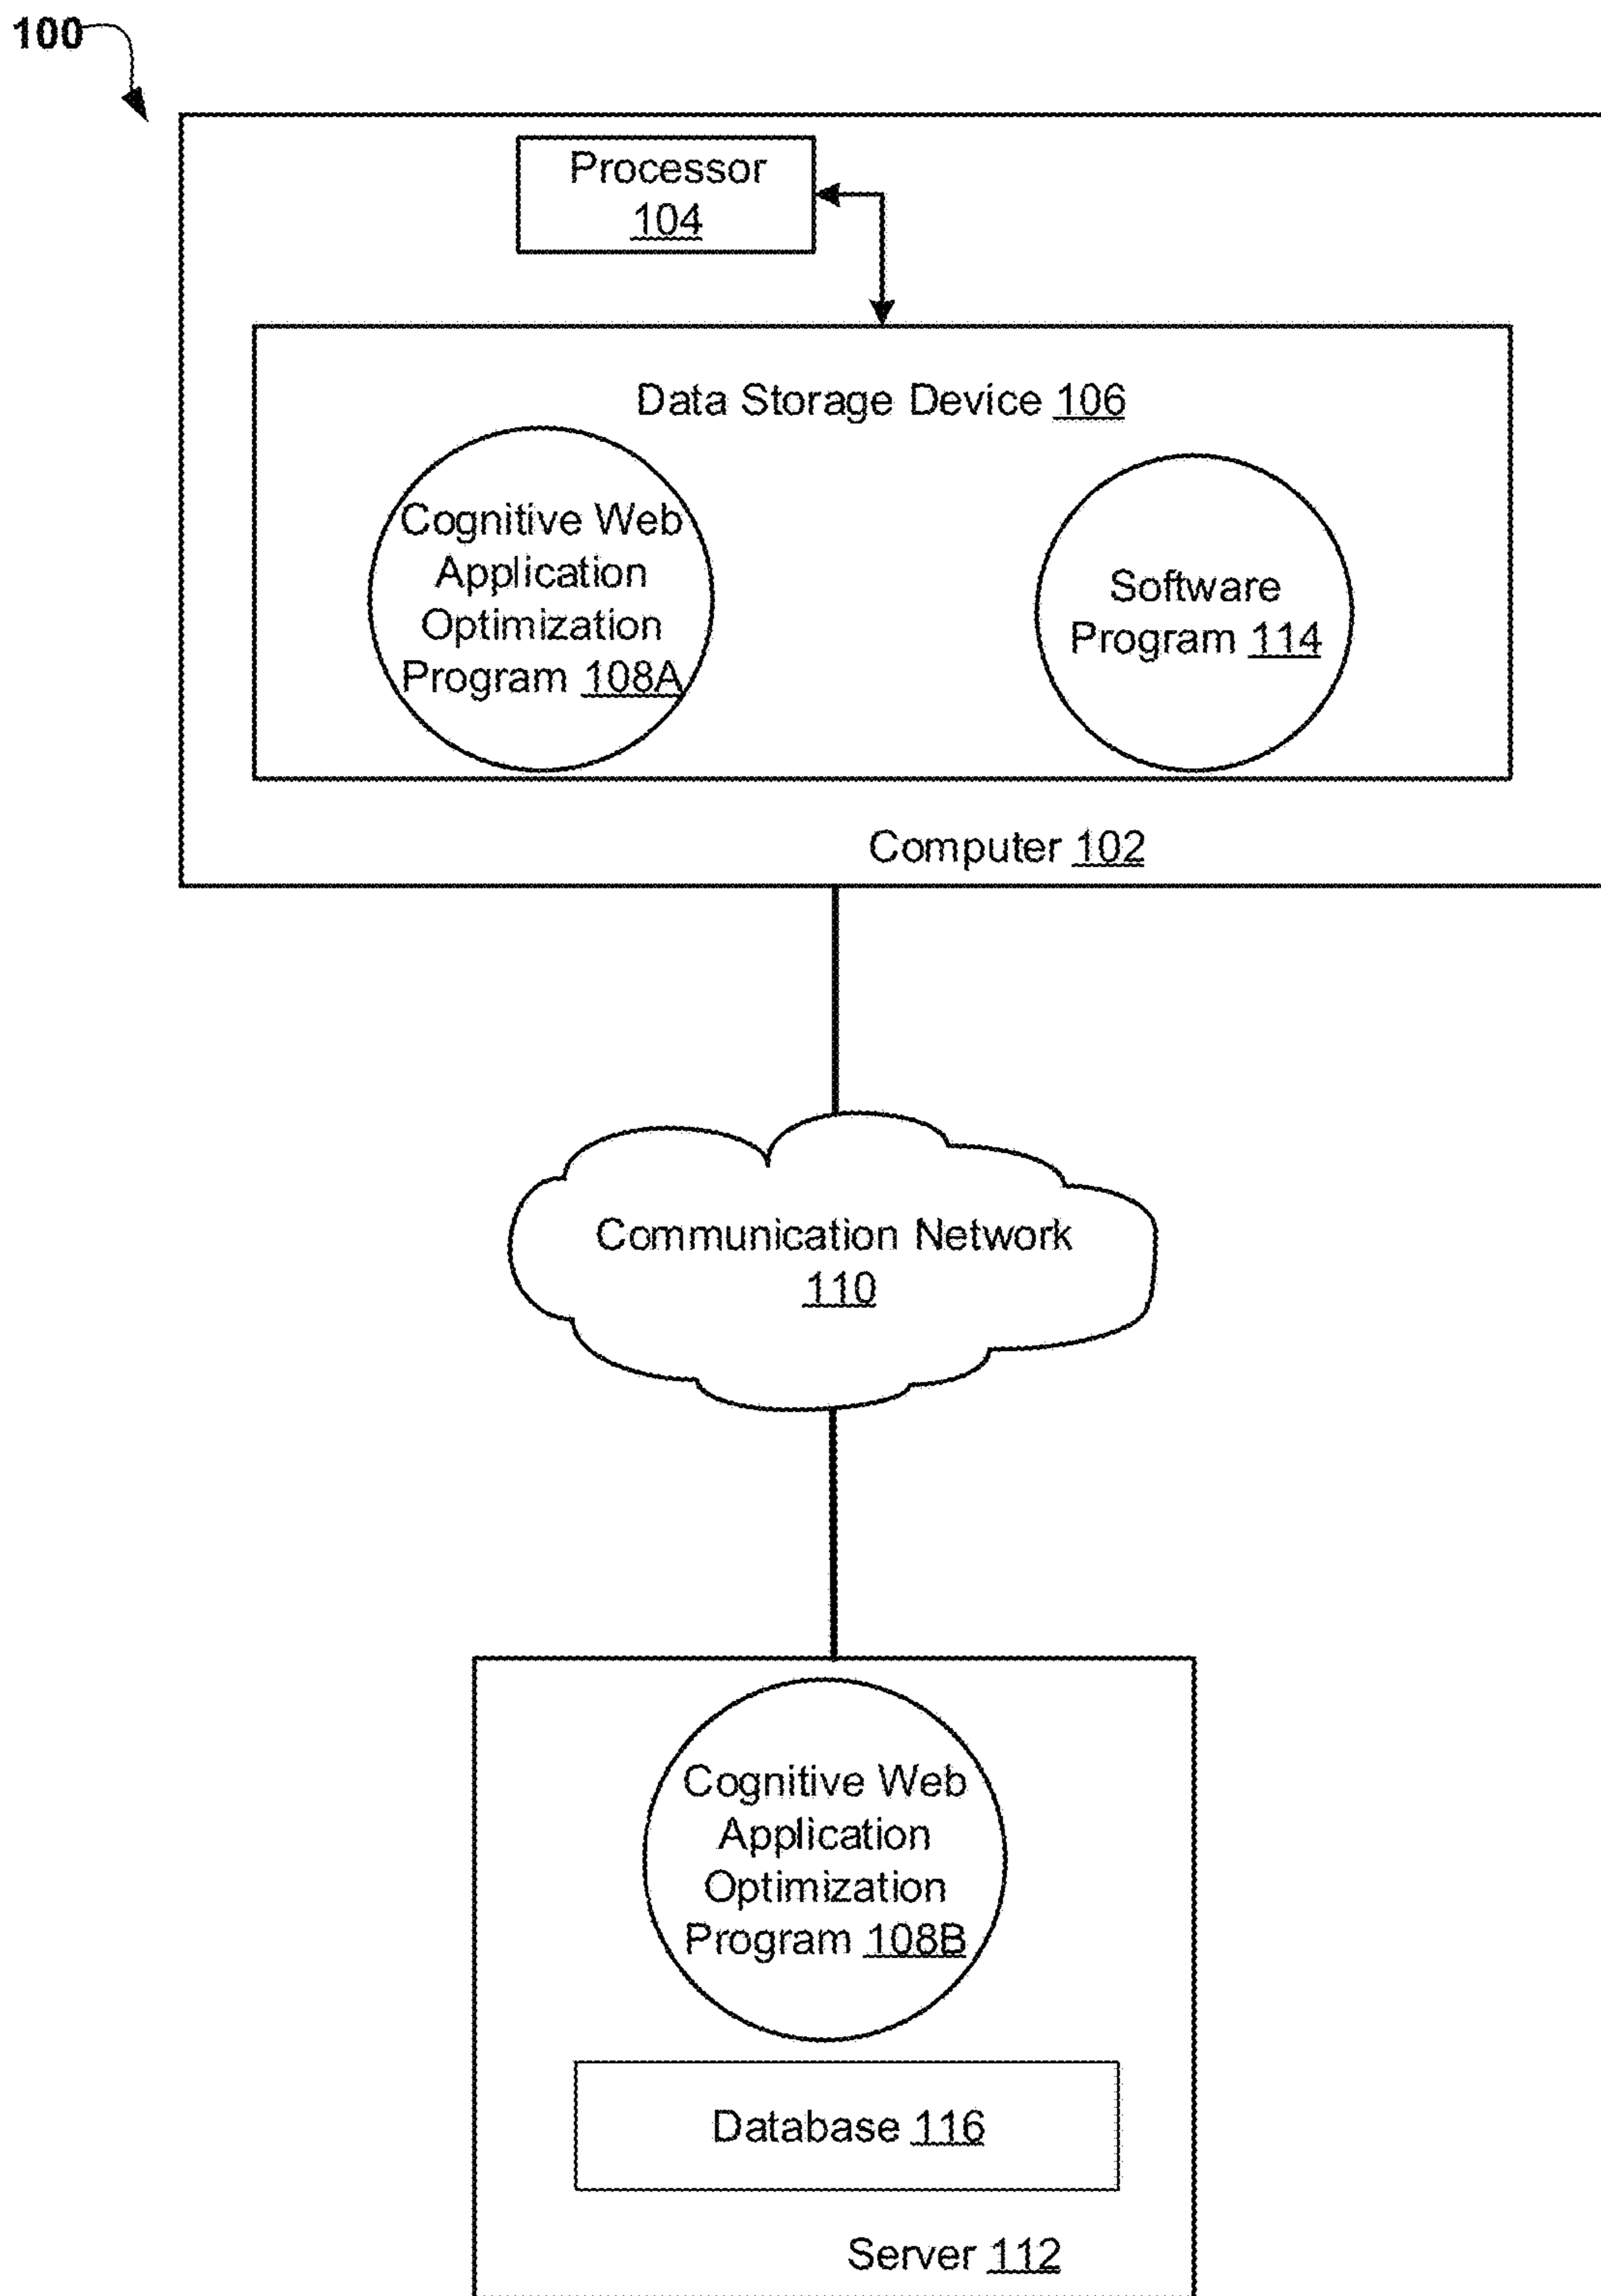 100
Processor
104
Data Storage Device 106
Cognitive Web
Application
Optimization
Program 108A
Software
Program 114
Computer 102
Communication Network
110
Cognitive Web
Application
Optimization
Program 108B
Database 116
Server 112